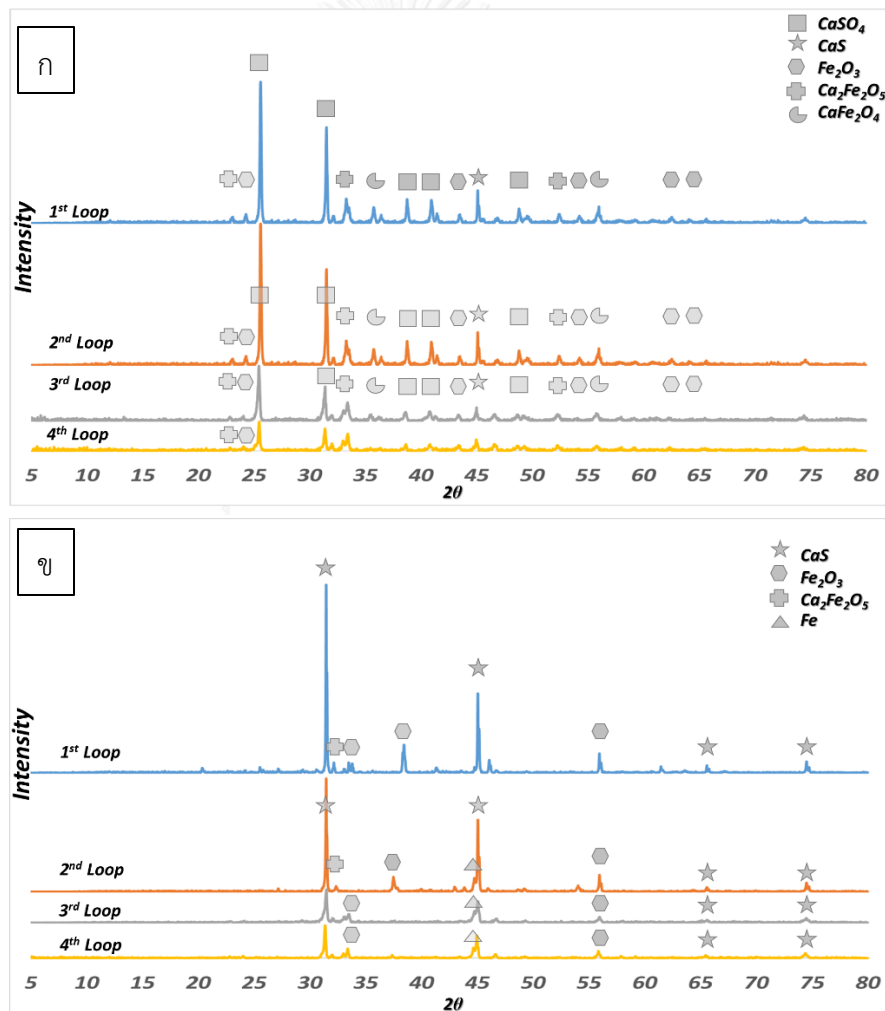 ก
CaSO₄
CaS
Fe₂O₃
Ca₂Fe₂O₅
CaFe₂O₄
Intensity
1ˢᵗ Loop
2ⁿᵈ Loop
3ʳᵈ Loop
4ᵗʰ Loop
5 10 15 20 25 30 35 40 45 50 55 60 65 70 75 80
2θ
ข
CaS
Fe₂O₃
Ca₂Fe₂O₅
Fe
Intensity
1ˢᵗ Loop
2ⁿᵈ Loop
3ʳᵈ Loop
4ᵗʰ Loop
5 10 15 20 25 30 35 40 45 50 55 60 65 70 75 80
2θ